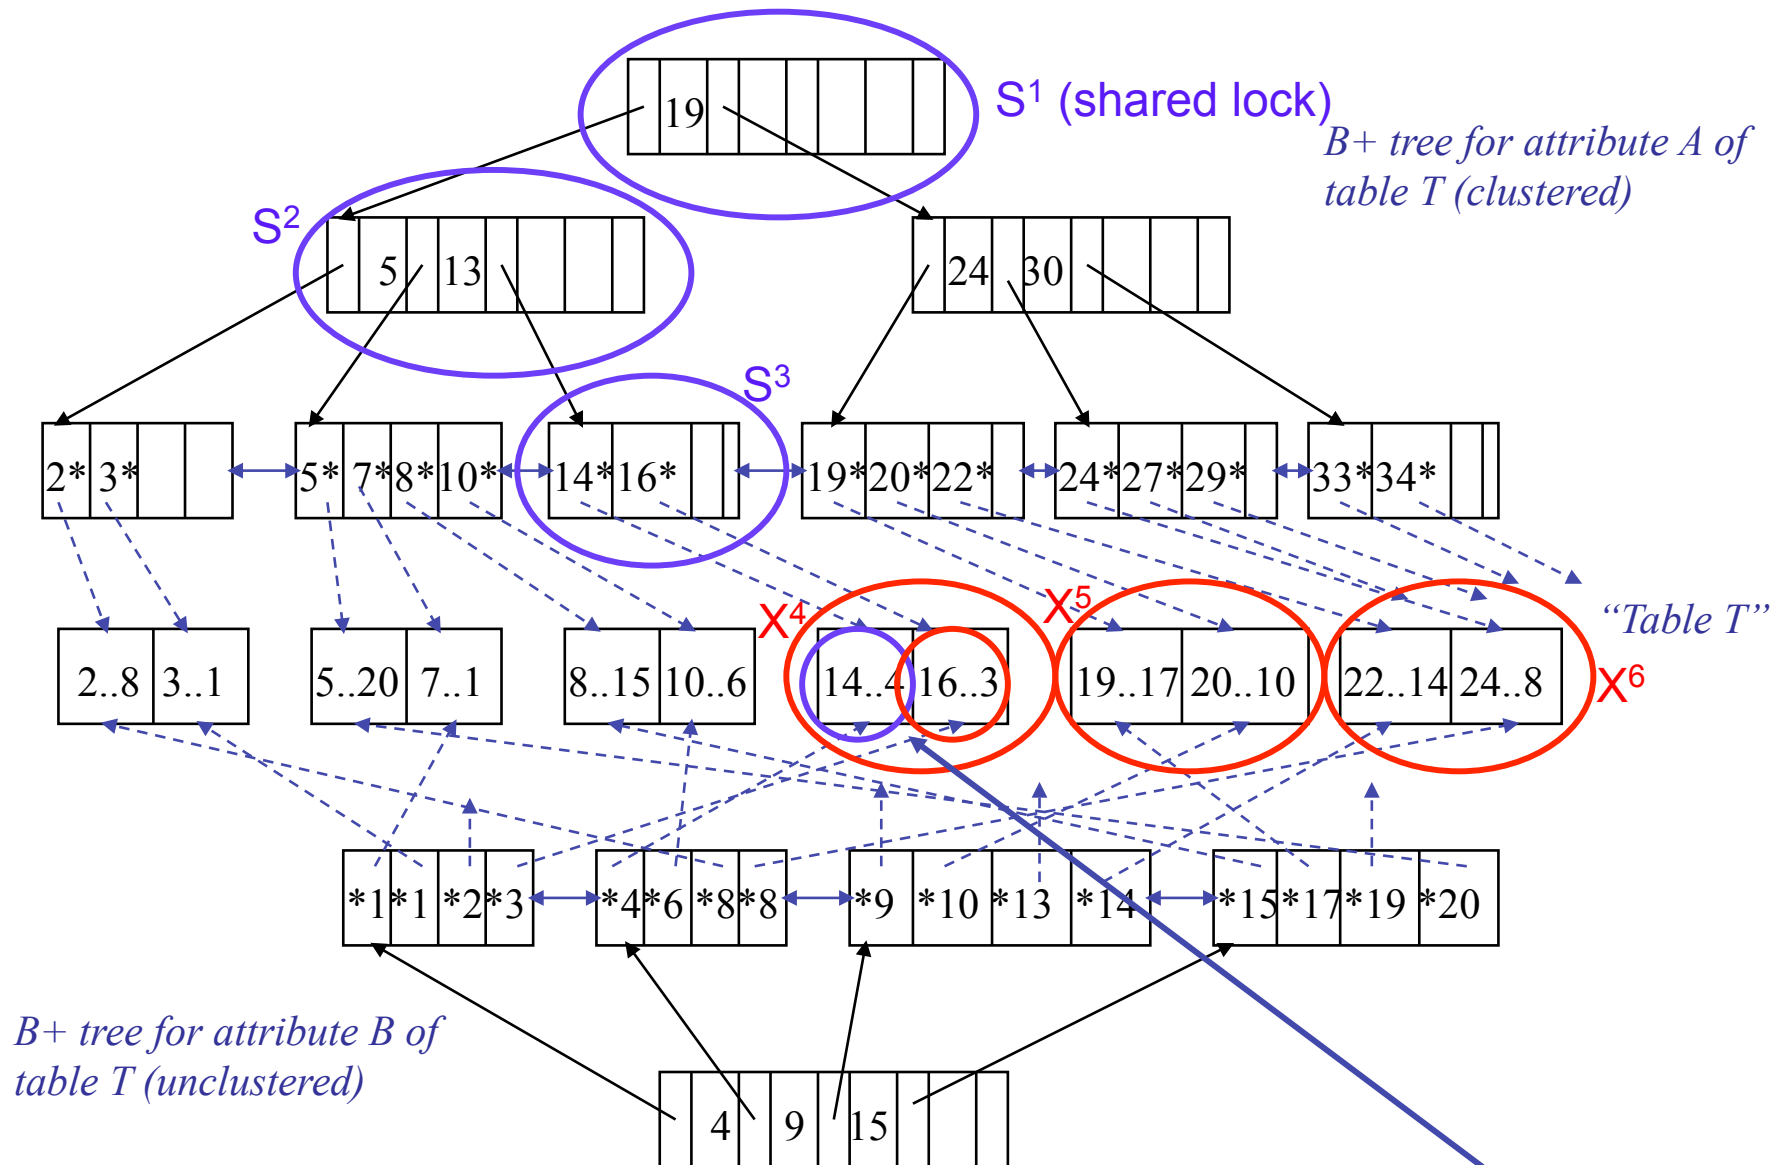 19
S1 (shared lock)
B+ tree for attribute A of
table T (clustered)
S2
5 13
24 30
S3
2* 3*
5* 7* 8* 10*
14* 16*
19* 20* 22*
24* 27* 29*
33* 34*
X4
X5
"Table T"
X6
2..8 3..1
5..20 7..1
8..15 10..6
14..4 16..3
19..17 20..10
22..14 24..8
*1 *1 *2 *3
*4 *6 *8 *8
*9 *10 *13 *14
*15 *17 *19 *20
B+ tree for attribute B of
table T (unclustered)
4 9 15